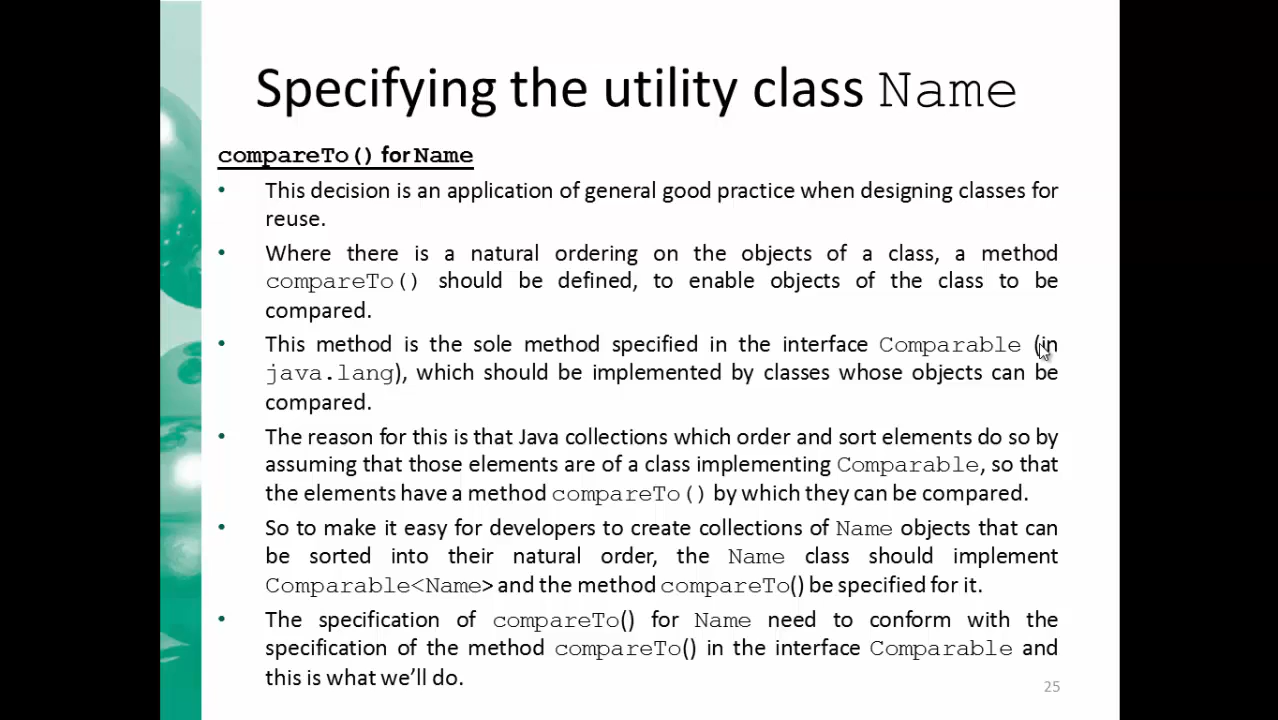 Specifying the utility class Name
compareTo() for Name
• This decision is an application of general good practice when designing classes for
reuse.
• Where there is a natural ordering on the objects of a class, a method
compareTo() should be defined, to enable objects of the class to be
compared.
• This method is the sole method specified in the interface Comparable (in
java.lang), which should be implemented by classes whose objects can be
compared.
• The reason for this is that Java collections which order and sort elements do so by
assuming that those elements are of a class implementing Comparable, so that
the elements have a method compareTo() by which they can be compared.
• So to make it easy for developers to create collections of Name objects that can
be sorted into their natural order, the Name class should implement
Comparable<Name> and the method compareTo() be specified for it.
• The specification of compareTo() for Name need to conform with the
specification of the method compareTo() in the interface Comparable and
this is what we’ll do.
25